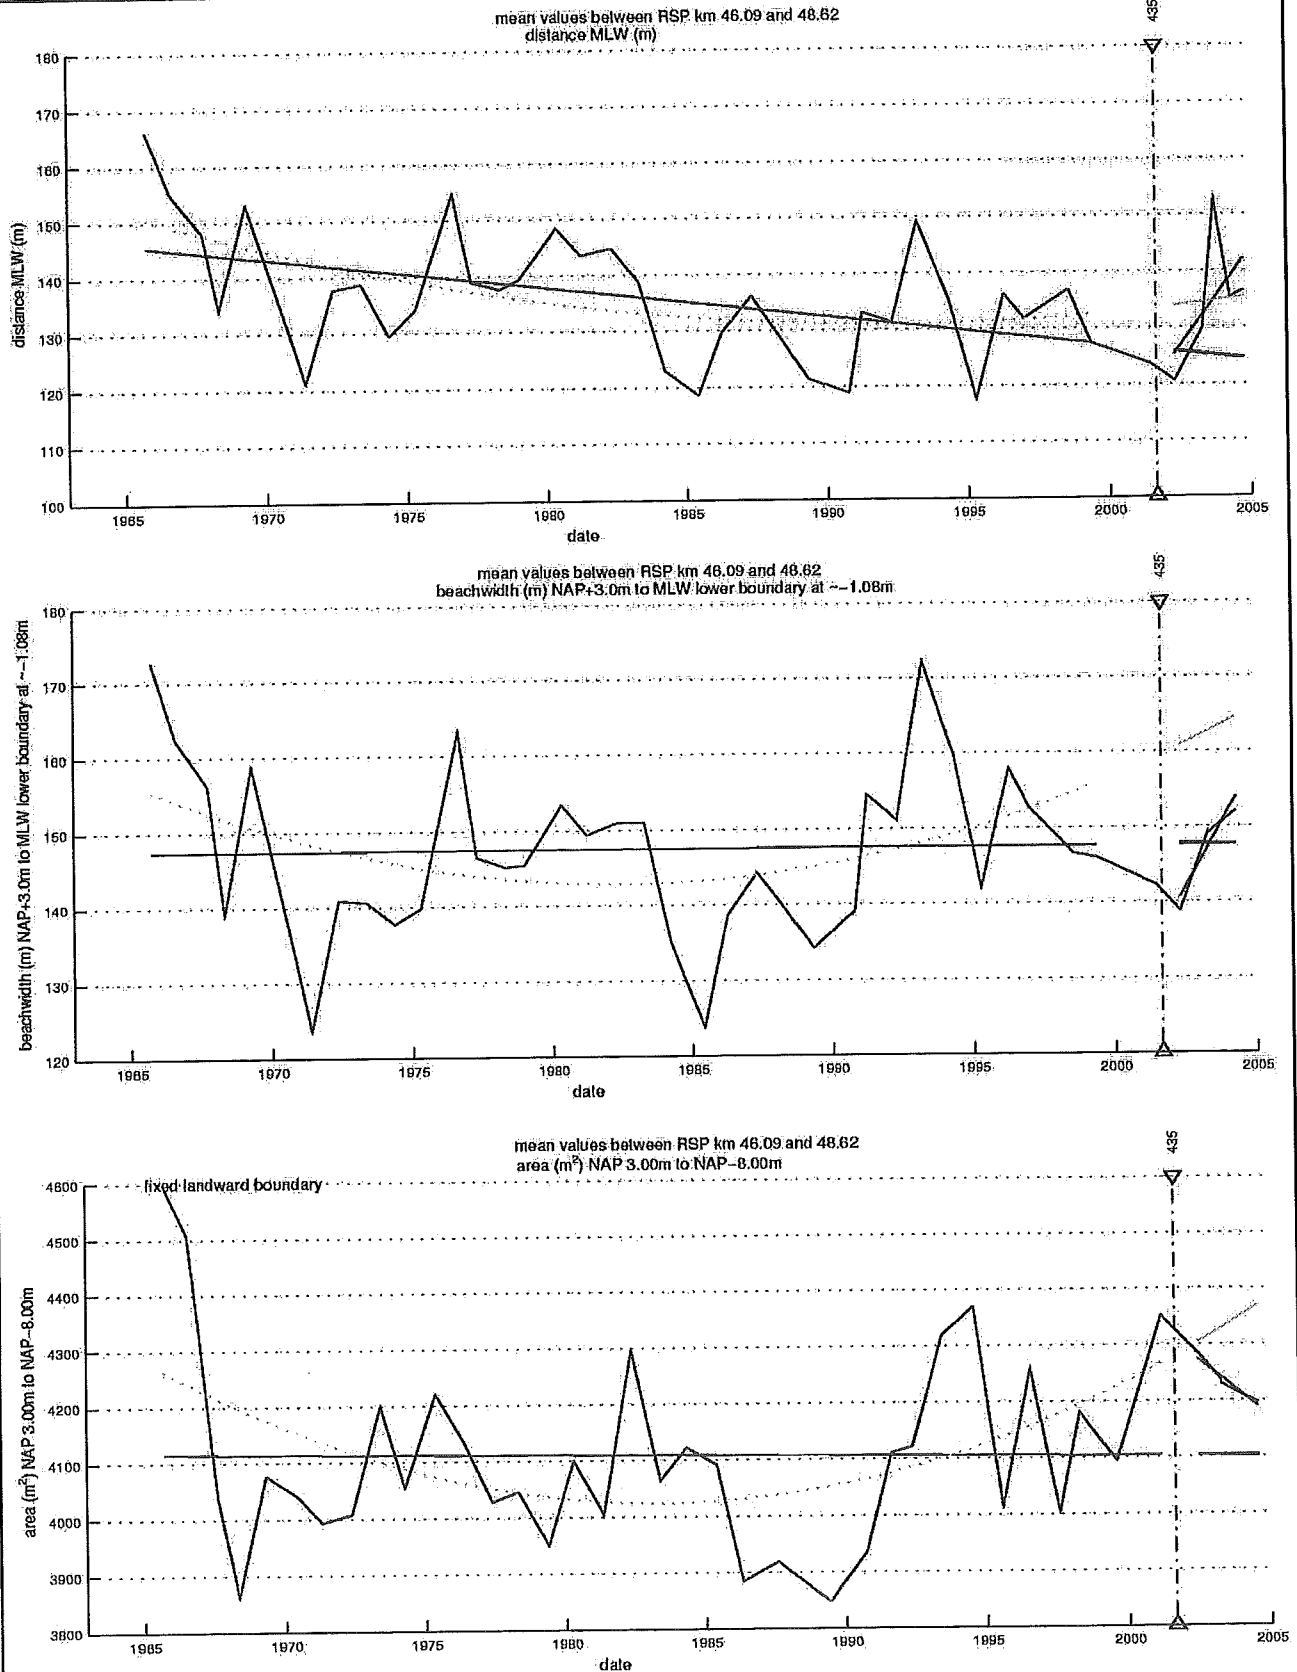 mean values between RSP km 46.09 and 48.62
distance MLW (m)
435
180
170
160
150
140
130
120
110
100
distance MLW (m)
1965 1970 1975 1980 1985 1990 1995 2000 2005
date
mean values between RSP km 46.09 and 48.62
beachwidth (m) NAP+3.0m to MLW lower boundary at ~−1.08m
435
180
170
160
150
140
130
120
beachwidth (m) NAP+3.0m to MLW lower boundary at ~−1.08m
1965 1970 1975 1980 1985 1990 1995 2000 2005
date
mean values between RSP km 46.09 and 48.62
area (m²) NAP 3.00m to NAP−8.00m
435
fixed landward boundary
4600
4500
4400
4300
4200
4100
4000
3900
3800
area (m²) NAP 3.00m to NAP−8.00m
1965 1970 1975 1980 1985 1990 1995 2000 2005
date